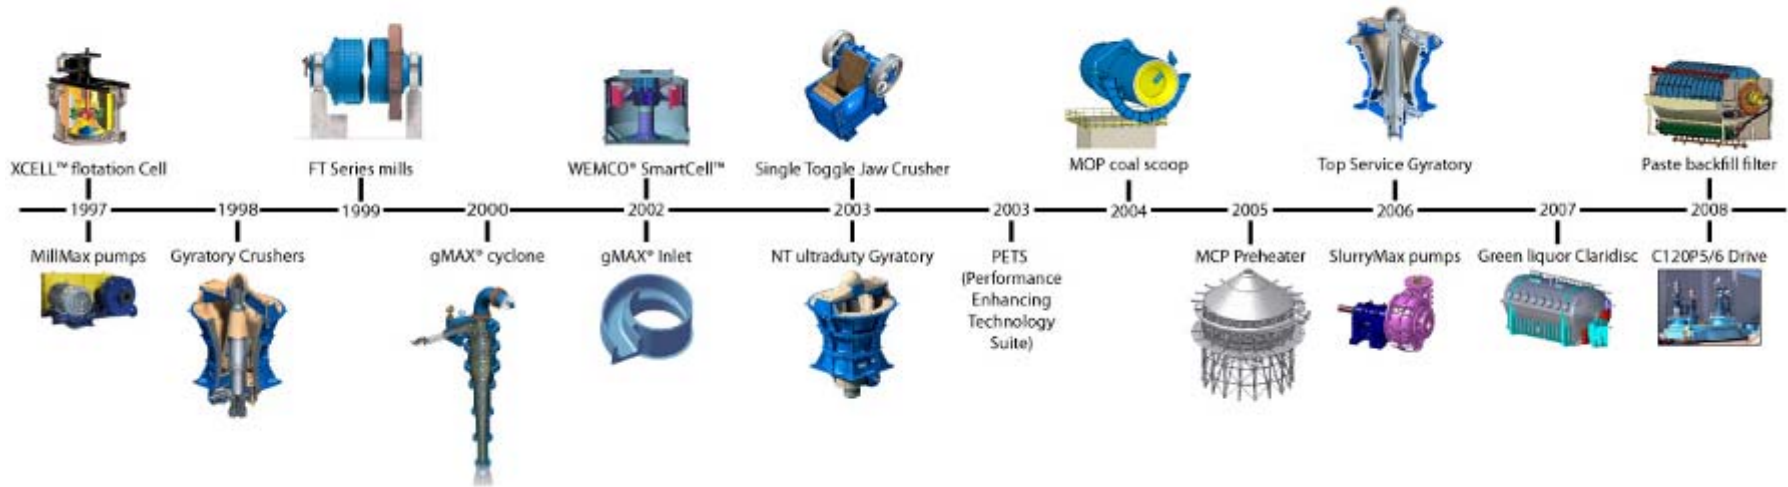 XCELL™ flotation Cell
FT Series mills
WEMCO® SmartCell™
Single Toggle Jaw Crusher
MOP coal scoop
Top Service Gyratory
Paste backfill filter
1997
1998
1999
2000
2002
2003
2003
2004
2005
2006
2007
2008
MillMax pumps
Gyratory Crushers
gMAX® cyclone
gMAX® Inlet
NT ultraduty Gyratory
PETS
(Performance
Enhancing
Technology
Suite)
MCP Preheater
SlurryMax pumps
Green liquor Claridisc
C120P5/6 Drive